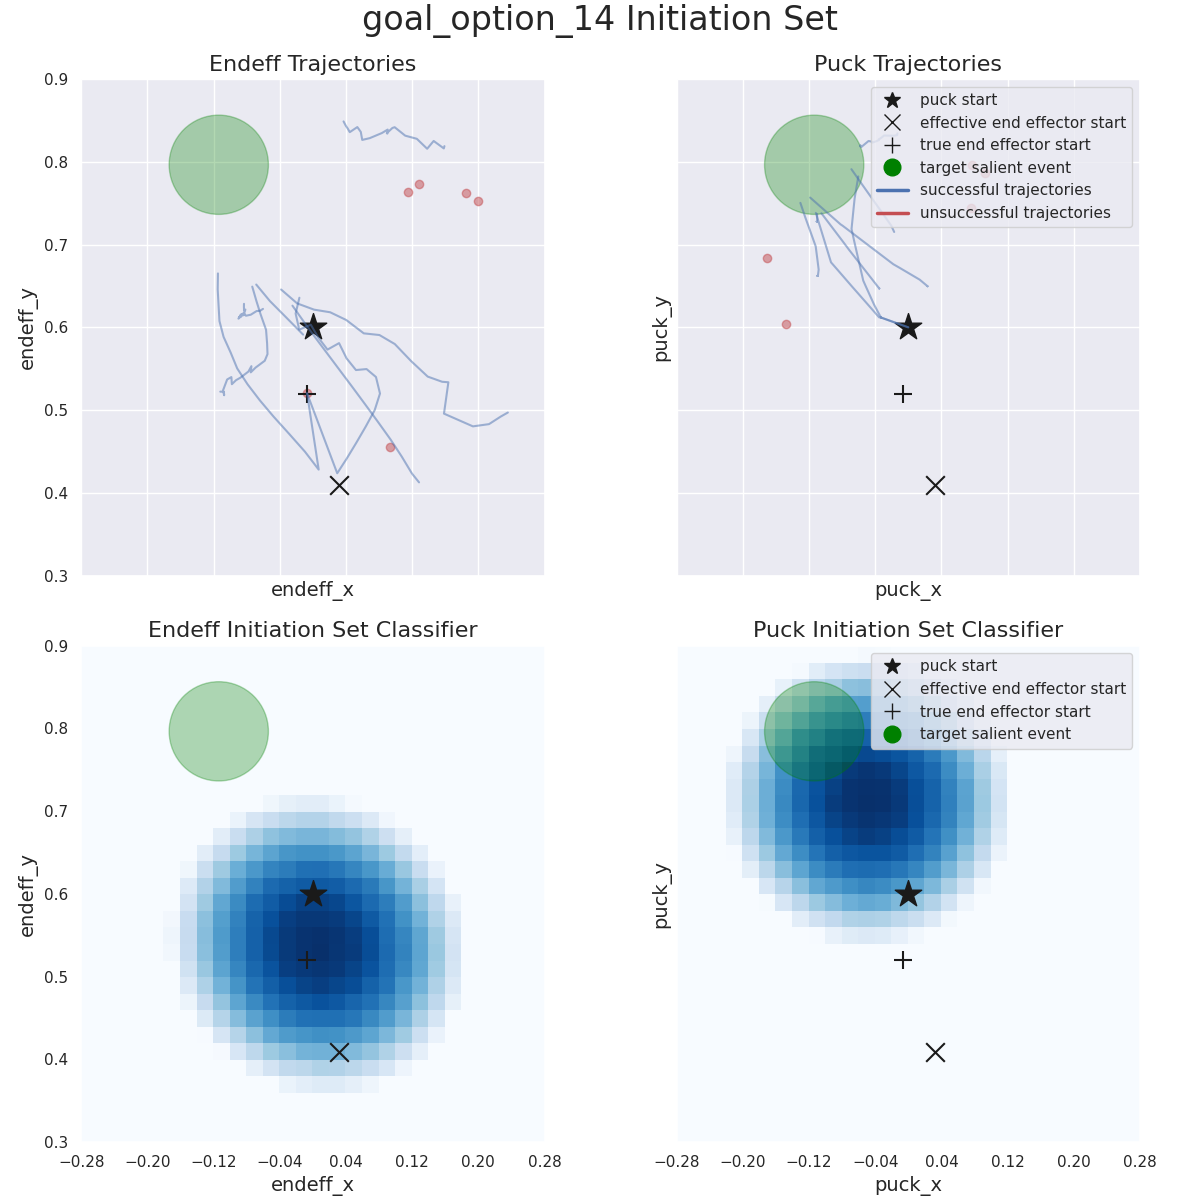 goal_option_14 Initiation Set
Endeff Trajectories
0.9
0.8
0.7
0.6
0.5
0.4
0.3
endeff_y
endeff_x
Puck Trajectories
puck start
effective end effector start
true end effector start
target salient event
successful trajectories
unsuccessful trajectories
puck_y
puck_x
Endeff Initiation Set Classifier
0.9
0.8
0.7
0.6
0.5
0.4
0.3
endeff_y
−0.28 −0.20 −0.12 −0.04 0.04 0.12 0.20 0.28
endeff_x
Puck Initiation Set Classifier
puck start
effective end effector start
true end effector start
target salient event
puck_y
−0.28 −0.20 −0.12 −0.04 0.04 0.12 0.20 0.28
puck_x